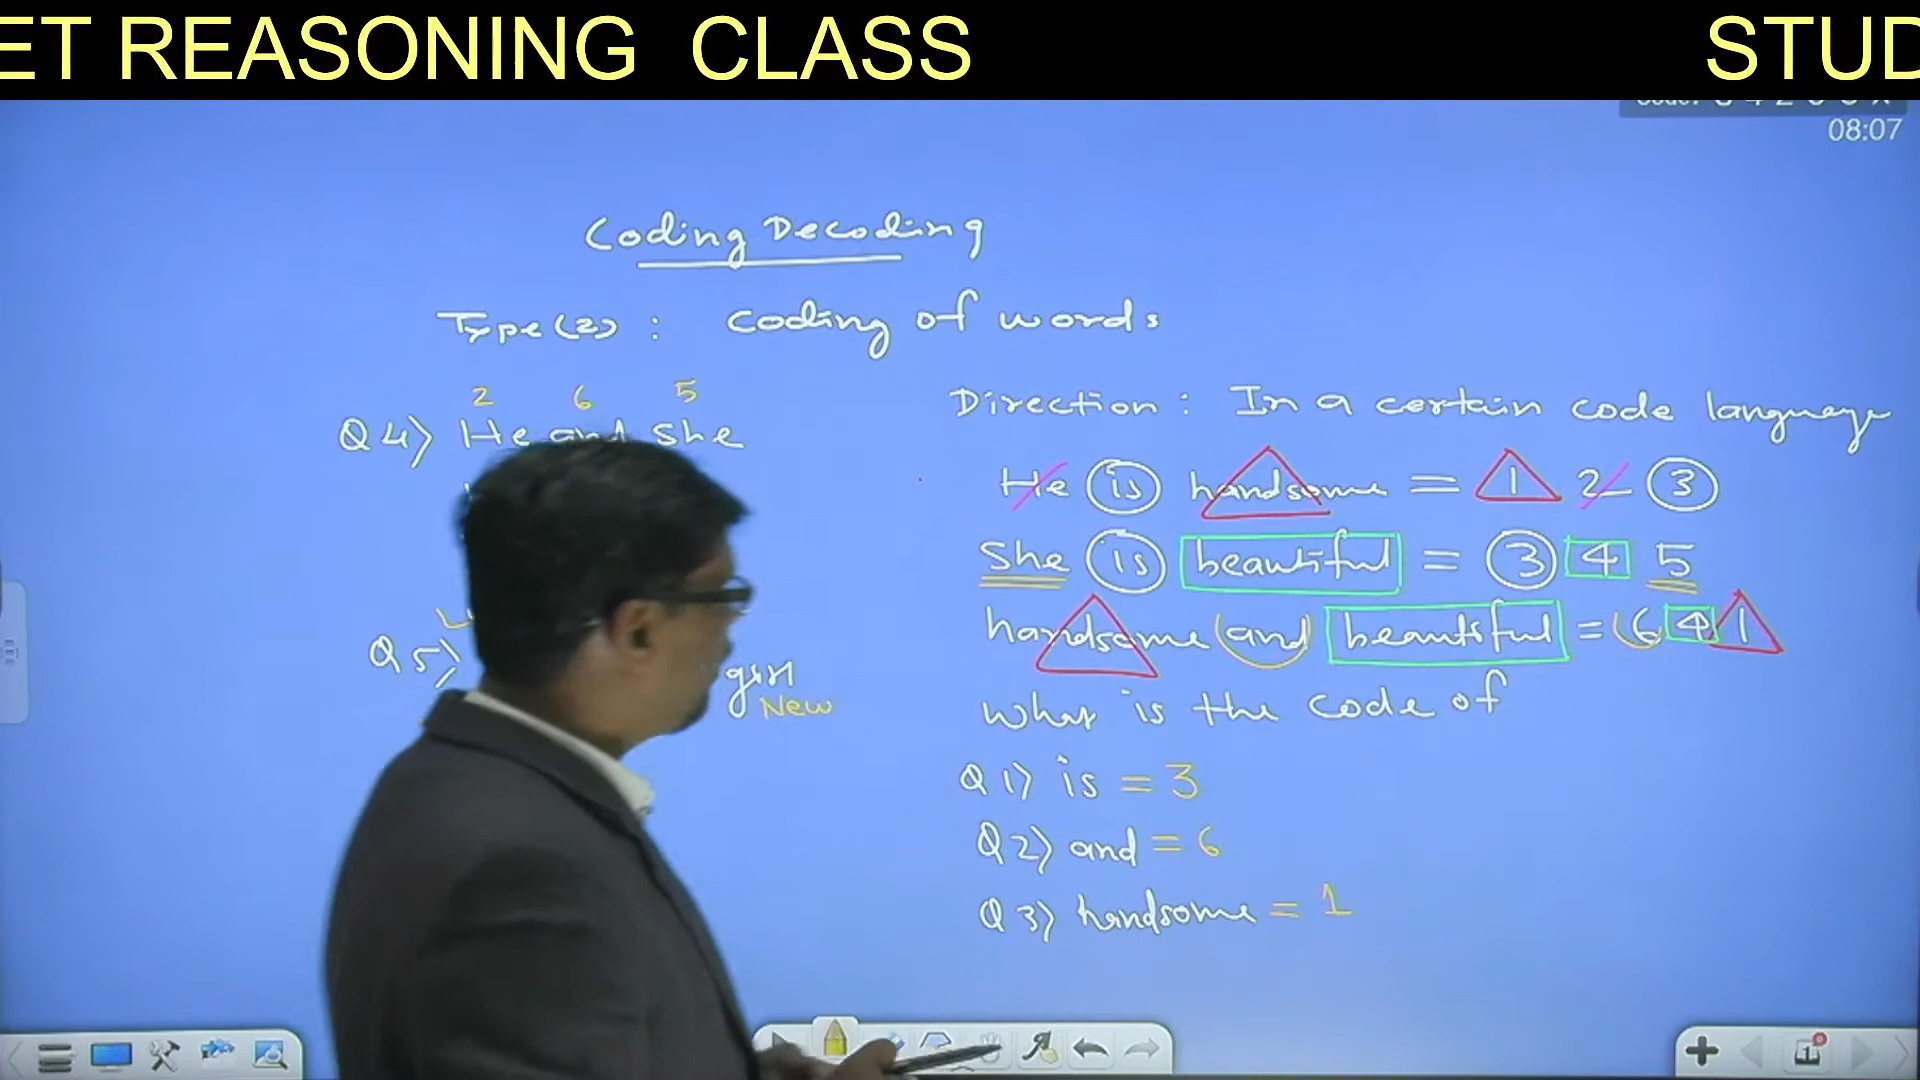 ET REASONING CLASS STUD
08:07
Coding Decoding
Type (2) : Coding of words
2 6 5
Q4) He and she
Q5)
girl
New
Direction : In a certain code language
He is handsome = 1 2 3
She is beautiful = 3 4 5
handsome and beautiful = 6 4 1
What is the code of
Q1) is = 3
Q2) and = 6
Q3) handsome = 1